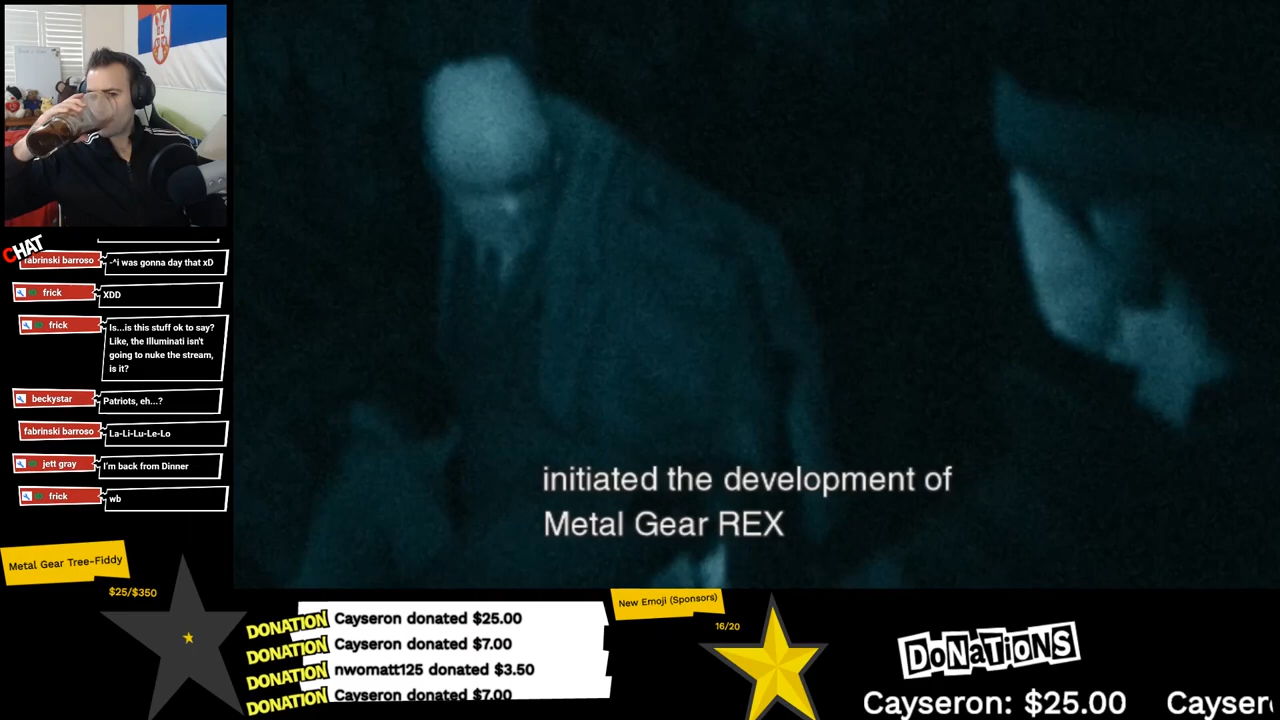 CHAT
fabrinski barroso
-^i was gonna day that xD
frick
XDD
frick
Is...is this stuff ok to say?
Like, the Illuminati isn't
going to nuke the stream,
is it?
beckystar
Patriots, eh...?
fabrinski barroso
La-Li-Lu-Le-Lo
jett gray
I'm back from Dinner
frick
wb
initiated the development of
Metal Gear REX
Metal Gear Tree-Fiddy
$25/$350
DONATION Cayseron donated $25.00
DONATION Cayseron donated $7.00
DONATION nwomatt125 donated $3.50
DONATION Cayseron donated $7.00
New Emoji (Sponsors)
16/20
DoNaTiONS
Cayseron: $25.00 Cayser